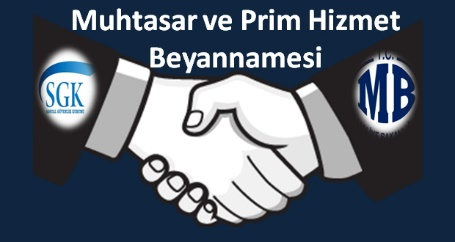 Muhtasar ve Prim Hizmet
Beyannamesi
SGK
T.C.
MB